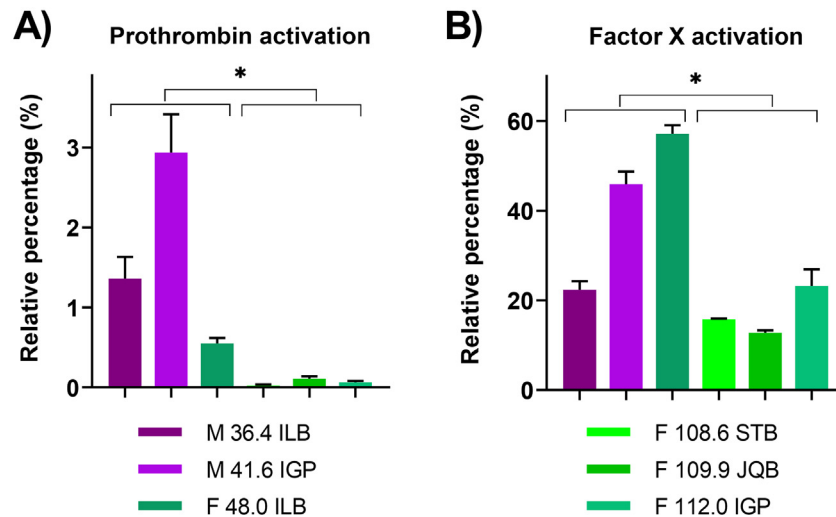 A)
Prothrombin activation
*
Relative percentage (%)
3
2
1
0
M 36.4 ILB
M 41.6 IGP
F 48.0 ILB
B)
Factor X activation
*
Relative percentage (%)
60
40
20
0
F 108.6 STB
F 109.9 JQB
F 112.0 IGP